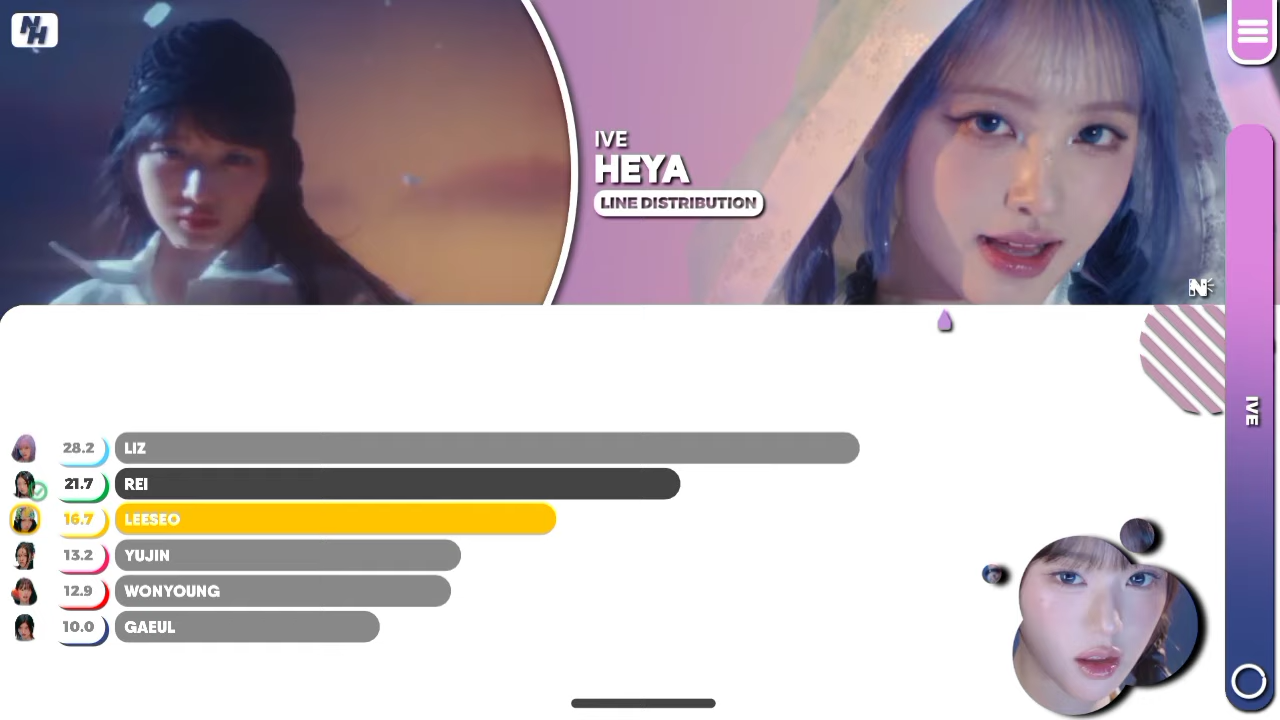 NH
IVE
HEYA
LINE DISTRIBUTION
N
IVE
28.2 LIZ
21.7 REI
16.7 LEESEO
13.2 YUJIN
12.9 WONYOUNG
10.0 GAEUL